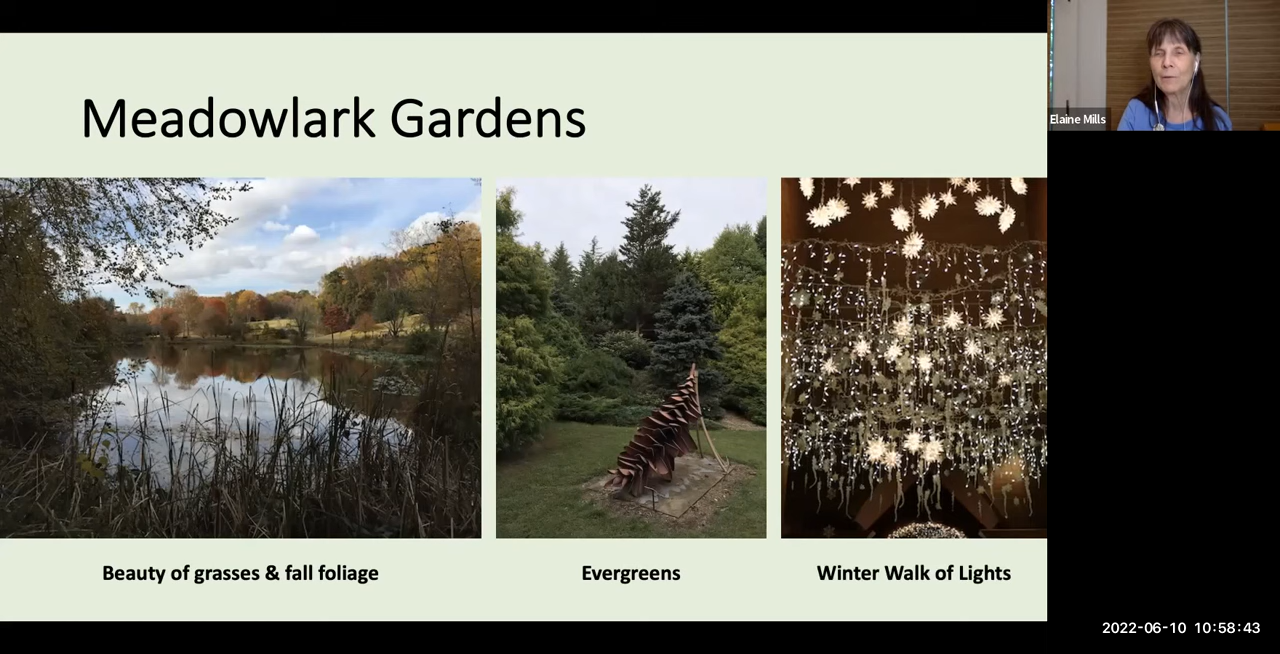 Meadowlark Gardens
Elaine Mills
Beauty of grasses & fall foliage
Evergreens
Winter Walk of Lights
2022-06-10 10:58:43